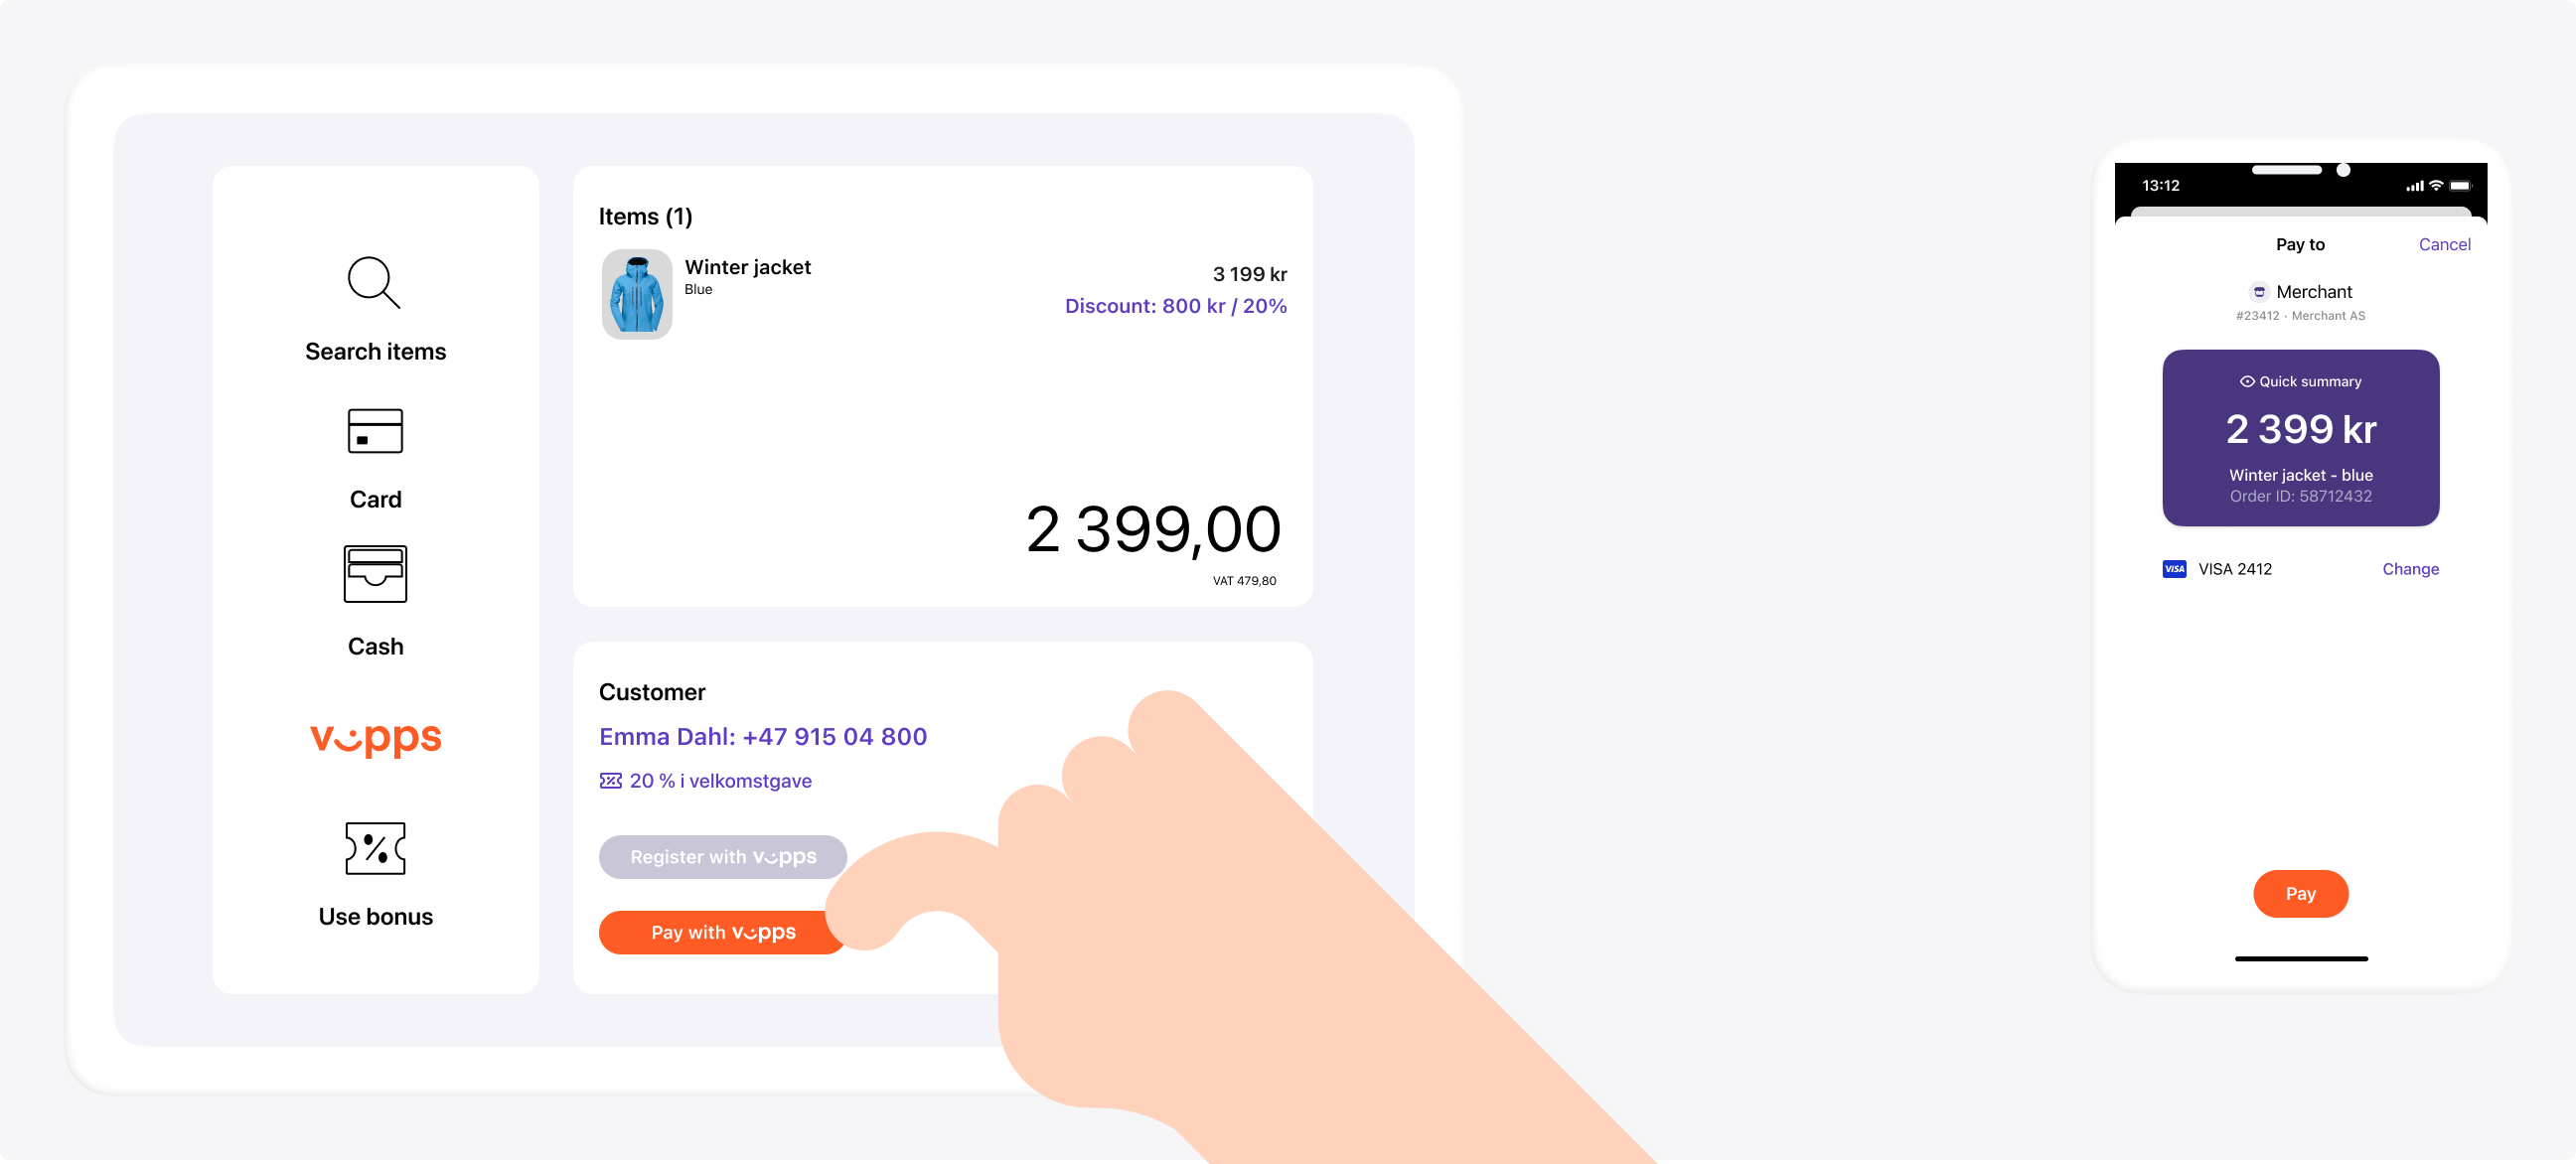 Search items
Card
Cash
vipps
Use bonus
Items (1)
Winter jacket
Blue
3 199 kr
Discount: 800 kr / 20%
2 399,00
VAT 479,80
Customer
Emma Dahl: +47 915 04 800
20 % i velkomstgave
Register with vipps
Pay with vipps
13:12
Pay to
Cancel
Merchant
#23412 · Merchant AS
Quick summary
2 399 kr
Winter jacket - blue
Order ID: 58712432
VISA VISA 2412
Change
Pay